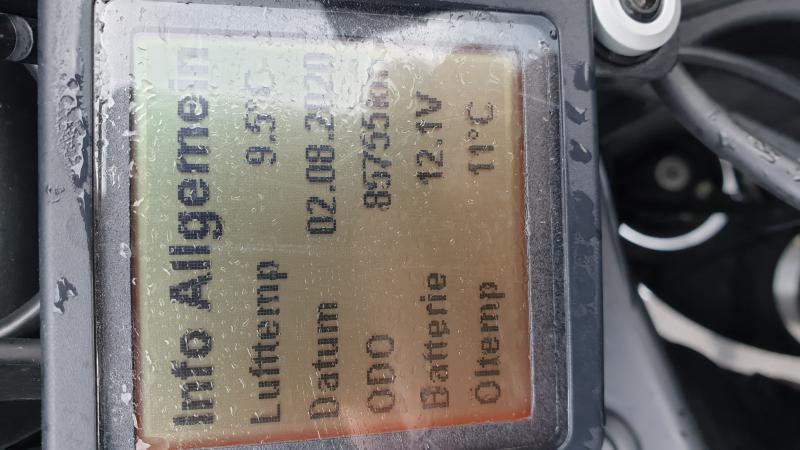 Info Allgemein
Lufttemp 9.5°C
Datum 02.08.2020
ODO 85755km
Batterie 12.1V
Öltemp 11°C